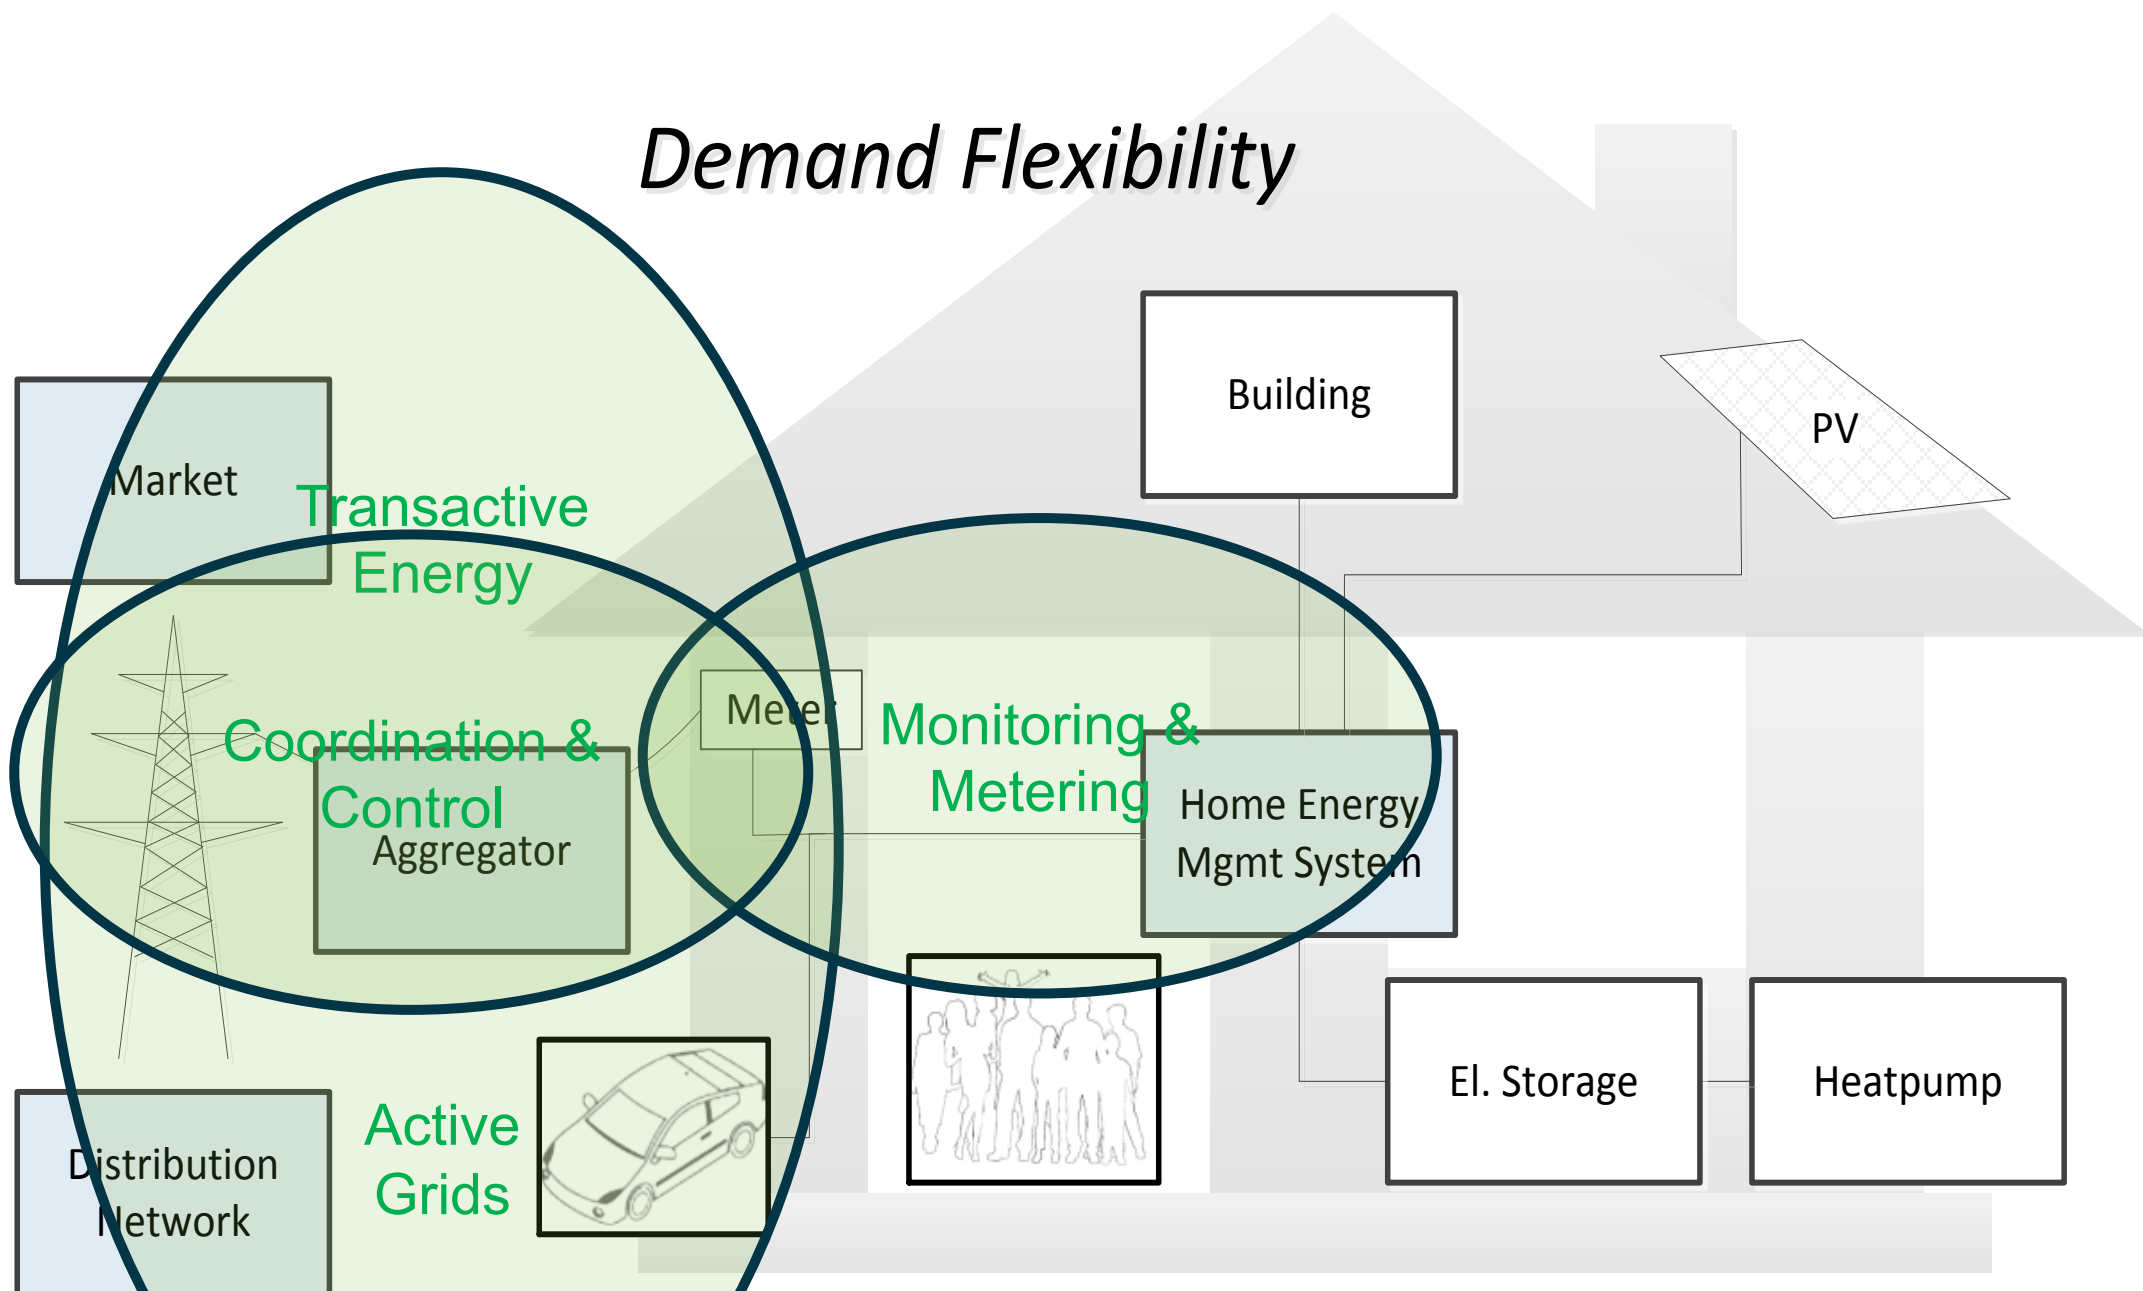 Demand Flexibility
Building
PV
Market
Transactive
Energy
Meter
Coordination &
Control
Aggregator
Monitoring &
Metering
Home Energy
Mgmt System
El. Storage
Heatpump
Active
Grids
Distribution
Network